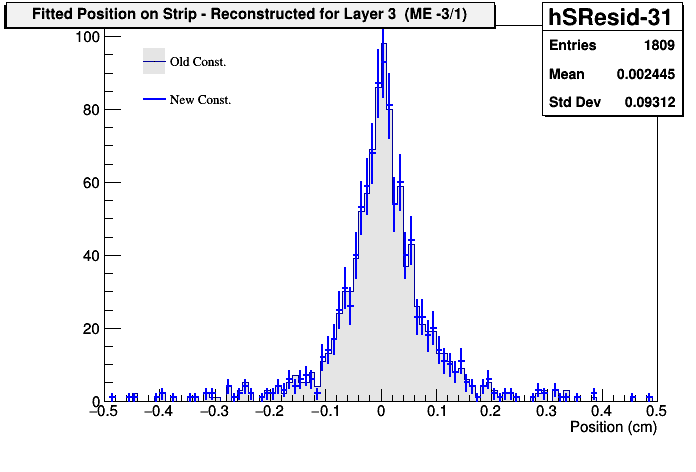 Fitted Position on Strip - Reconstructed for Layer 3 (ME -3/1)
hSResid-31
Entries 1809
Mean 0.002445
Std Dev 0.09312
Old Const.
New Const.
100
80
60
40
20
0
−0.5 −0.4 −0.3 −0.2 −0.1 0 0.1 0.2 0.3 0.4 0.5
Position (cm)